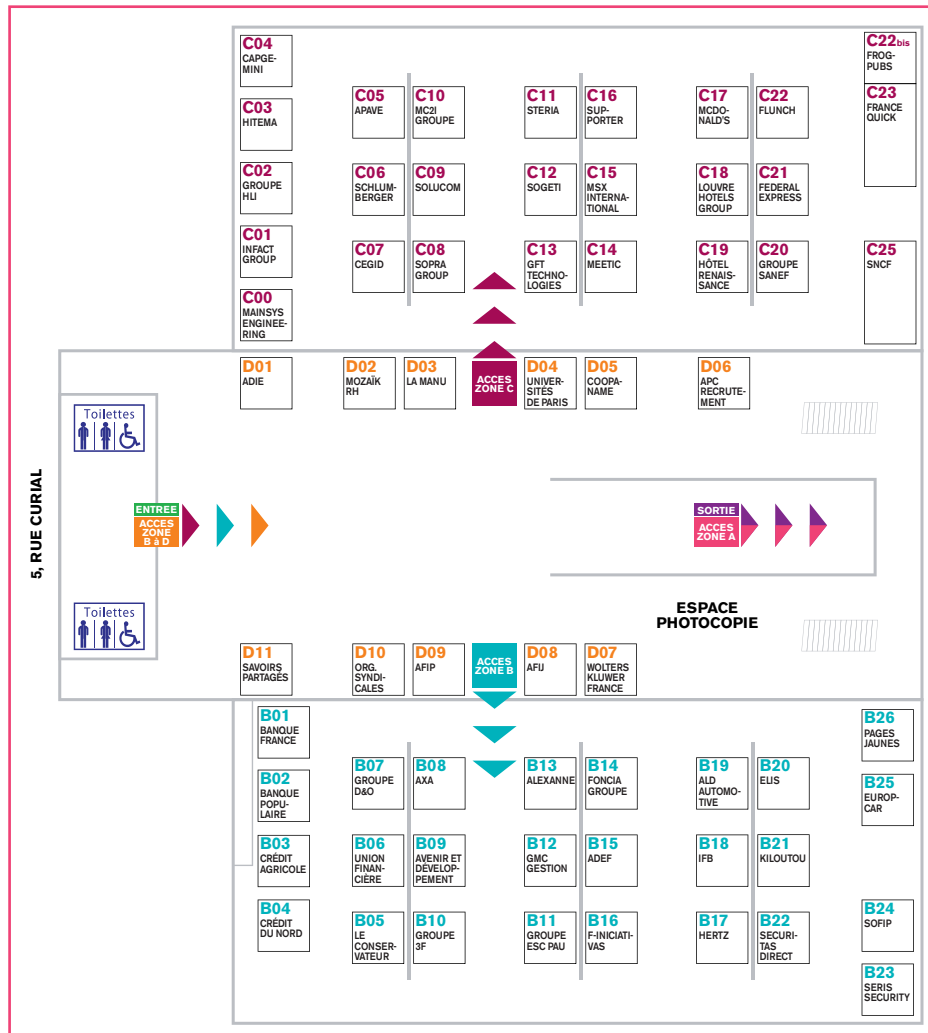 C04
CAPGE-
MINI
C03
HITEMA
C02
GROUPE
HLI
C01
INFACT
GROUP
C00
MAINSYS
ENGINEE-
RING
C05
APAVE
C10
MC2I
GROUPE
C06
SCHLUM-
BERGER
C09
SOLUCOM
C07
CEGID
C08
SOPRA
GROUP
C11
STERIA
C16
SUP-
PORTER
C12
SOGETI
C15
MSX
INTERNA-
TIONAL
C13
GFT
TECHNO-
LOGIES
C14
MEETIC
C17
MCDO-
NALD'S
C22
FLUNCH
C18
LOUVRE
HOTELS
GROUP
C21
FEDERAL
EXPRESS
C19
HÔTEL
RENAIS-
SANCE
C20
GROUPE
SANEF
C22bis
FROG-
PUBS
C23
FRANCE
QUICK
C25
SNCF
D01
ADIE
D02
MOZAÏK
RH
D03
LA MANU
ACCES
ZONE C
D04
UNIVER-
SITÉS
DE PARIS
D05
COOPA-
NAME
D06
APC
RECRUTE-
MENT
Toilettes
5, RUE CURIAL
ENTREE
ACCES
ZONE
B à D
SORTIE
ACCES
ZONE A
Toilettes
ESPACE
PHOTOCOPIE
D11
SAVOIRS
PARTAGÉS
D10
ORG.
SYNDI-
CALES
D09
AFIP
ACCES
ZONE B
D08
AFIJ
D07
WOLTERS
KLUWER
FRANCE
B01
BANQUE
FRANCE
B02
BANQUE
POPU-
LAIRE
B03
CRÉDIT
AGRICOLE
B04
CRÉDIT
DU NORD
B07
GROUPE
D&O
B08
AXA
B06
UNION
FINAN-
CIÈRE
B09
AVENIR ET
DÉVELOP-
PEMENT
B05
LE
CONSER-
VATEUR
B10
GROUPE
3F
B13
ALEXANNE
B14
FONCIA
GROUPE
B12
GMC
GESTION
B15
ADEF
B11
GROUPE
ESC PAU
B16
F-INICIATI-
VAS
B19
ALD
AUTOMO-
TIVE
B20
ELIS
B18
IFB
B21
KILOUTOU
B17
HERTZ
B22
SECURI-
TAS
DIRECT
B26
PAGES
JAUNES
B25
EUROP-
CAR
B24
SOFIP
B23
SERIS
SECURITY